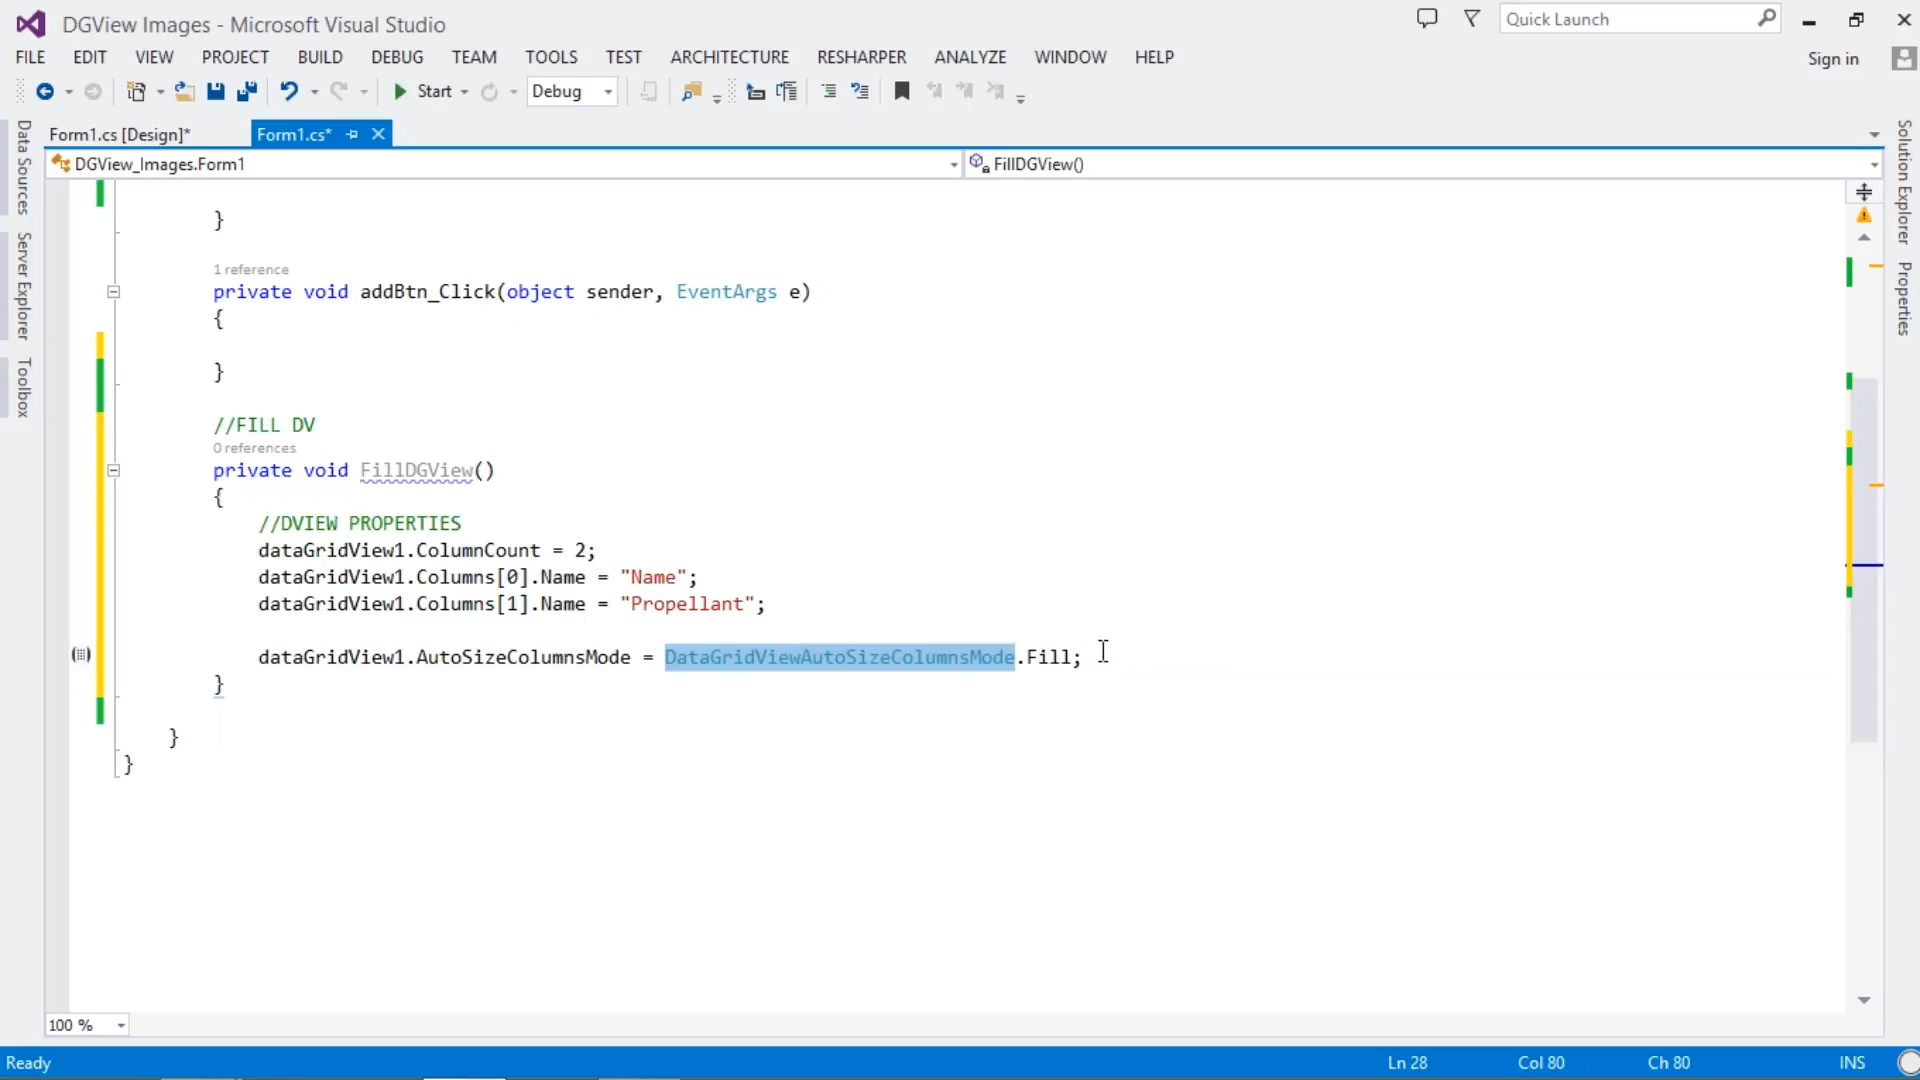 DGView Images - Microsoft Visual Studio
Quick Launch
FILE EDIT VIEW PROJECT BUILD DEBUG TEAM TOOLS TEST ARCHITECTURE RESHARPER ANALYZE WINDOW HELP
Sign in
Start Debug
Form1.cs [Design]* Form1.cs*
DGView_Images.Form1 FillDGView()
Data Sources
Server Explorer
Toolbox
Solution Explorer
Properties
}
1 reference
private void addBtn_Click(object sender, EventArgs e)
{
}
//FILL DV
0 references
private void FillDGView()
{
//DVIEW PROPERTIES
dataGridView1.ColumnCount = 2;
dataGridView1.Columns[0].Name = "Name";
dataGridView1.Columns[1].Name = "Propellant";
dataGridView1.AutoSizeColumnsMode = DataGridViewAutoSizeColumnsMode.Fill;
}
}
}
100 %
Ready Ln 28 Col 80 Ch 80 INS